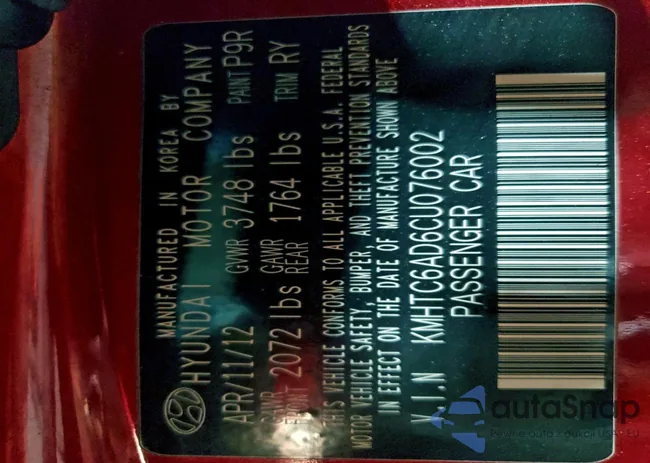 MANUFACTURED IN KOREA BY
HYUNDAI MOTOR COMPANY
APR/11/12 GVWR 3748 lbs PAINT P9R
GAWR FRONT 2072 lbs GAWR REAR 1764 lbs TRIM RY
THIS VEHICLE CONFORMS TO ALL APPLICABLE U.S.A. FEDERAL
MOTOR VEHICLE SAFETY, BUMPER, AND THEFT PREVENTION STANDARDS
IN EFFECT ON THE DATE OF MANUFACTURE SHOWN ABOVE
V.I.N KMHTC6AD6CU076002
PASSENGER CAR
autoSnap